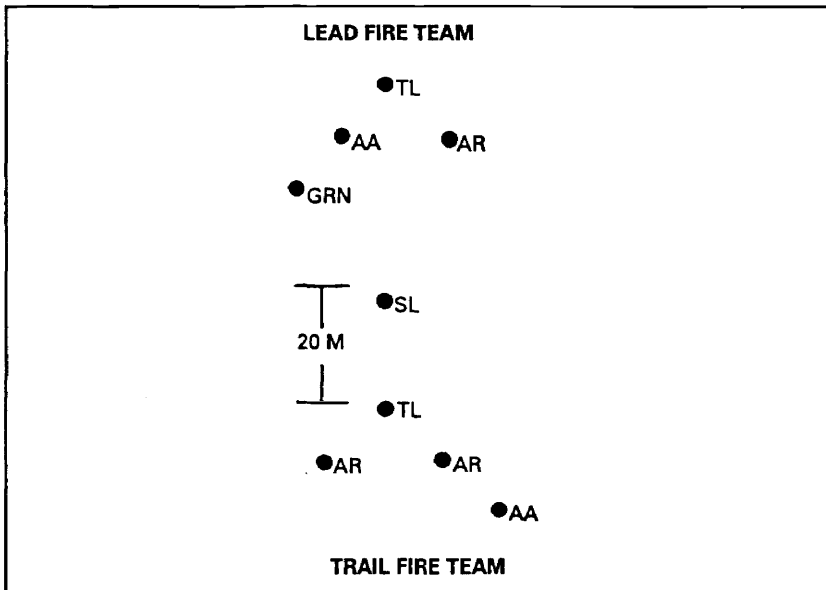 LEAD FIRE TEAM
TL
AA AR
GRN
SL
20 M
TL
AR AR
AA
TRAIL FIRE TEAM